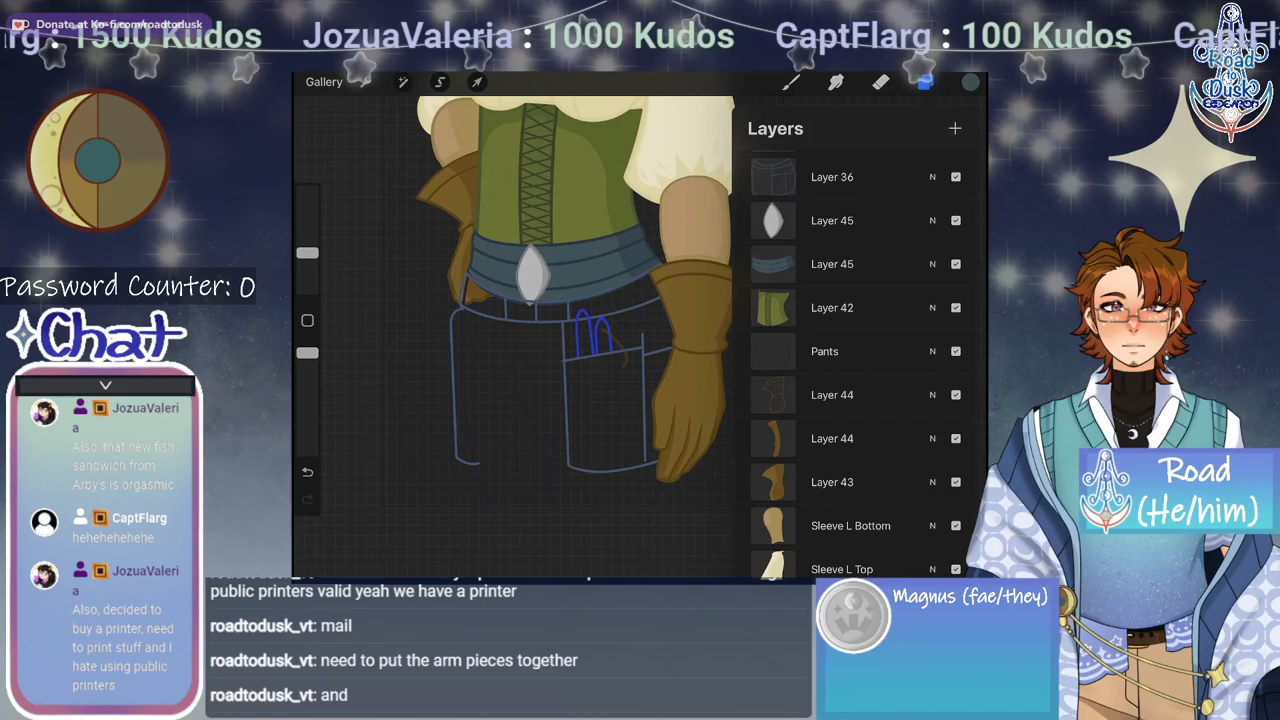 Donate at Ko-fi.com/roadtodusk
rg : 1500 Kudos JozuaValeria : 1000 Kudos CaptFlarg : 100 Kudos CaptFl
Road
to
Dusk
Gallery
Layers
Layer 36 N
Layer 45 N
Layer 45 N
Layer 42 N
Pants N
Layer 44 N
Layer 44 N
Layer 43 N
Sleeve L Bottom N
Sleeve L Top N
Password Counter: 0
Chat
JozuaValeri
a
Also, that new fish
sandwich from
Arby's is orgasmic
CaptFlarg
hehehehehehe
JozuaValeri
a
Also, decided to
buy a printer, need
to print stuff and I
hate using public
printers
public printers valid yeah we have a printer
roadtodusk_vt: mail
roadtodusk_vt: need to put the arm pieces together
roadtodusk_vt: and
Magnus (fae/they)
Road
(He/him)